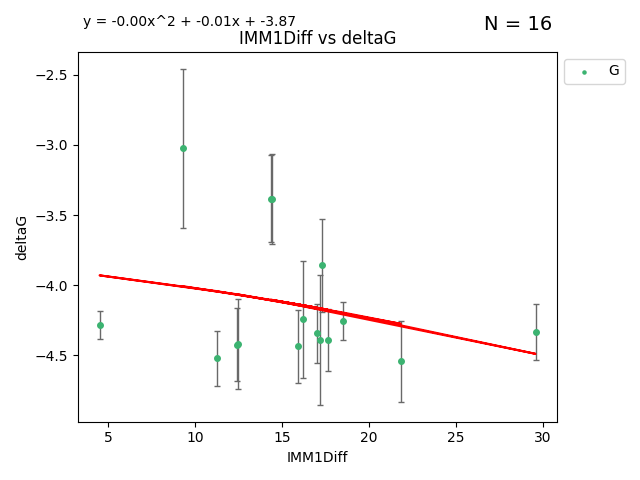 y = -0.00x^2 + -0.01x + -3.87
N = 16
IMM1Diff vs deltaG
G
−2.5
−3.0
−3.5
−4.0
−4.5
deltaG
5 10 15 20 25 30
IMM1Diff